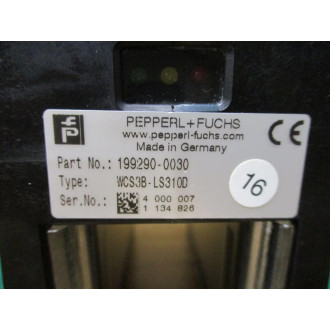 PEPPERL+FUCHS
www.pepperl-fuchs.com
Made in Germany
CE
Part No.: 199290-0030
Type: WCS3B-LS310D
Ser.No.: 4 000 007
1 134 826
16